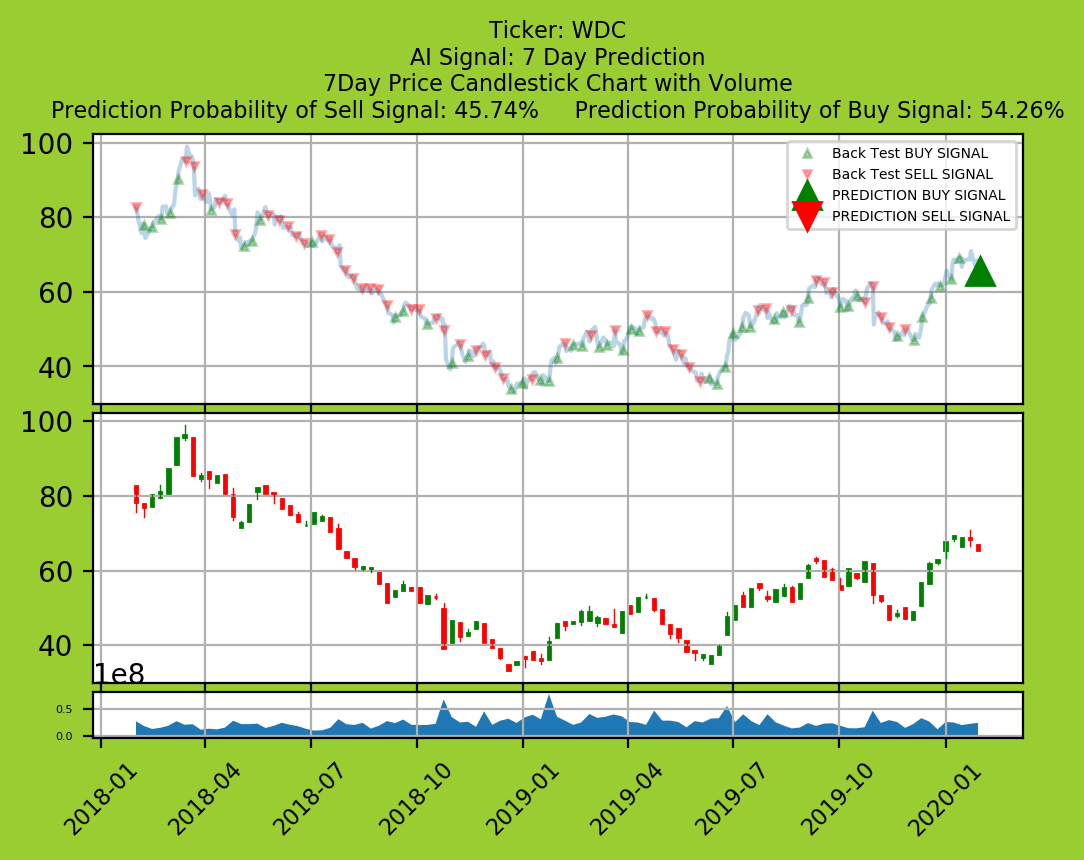 Ticker: WDC
AI Signal: 7 Day Prediction
7Day Price Candlestick Chart with Volume
Prediction Probability of Sell Signal: 45.74% Prediction Probability of Buy Signal: 54.26%
100
80
60
40
Back Test BUY SIGNAL
Back Test SELL SIGNAL
PREDICTION BUY SIGNAL
PREDICTION SELL SIGNAL
100
80
60
40
1e8
0.5
0.0
2018-01
2018-04
2018-07
2018-10
2019-01
2019-04
2019-07
2019-10
2020-01